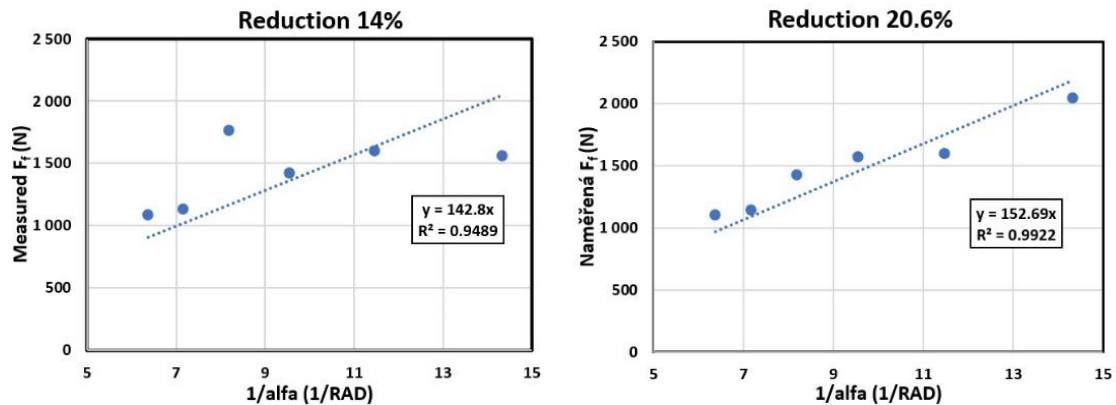 Reduction 14%
2 500
2 000
1 500
1 000
500
0
Measured Ff (N)
y = 142.8x
R² = 0.9489
5 7 9 11 13 15
1/alfa (1/RAD)
Reduction 20.6%
2 500
2 000
1 500
1 000
500
0
Naměřená Ff (N)
y = 152.69x
R² = 0.9922
5 7 9 11 13 15
1/alfa (1/RAD)